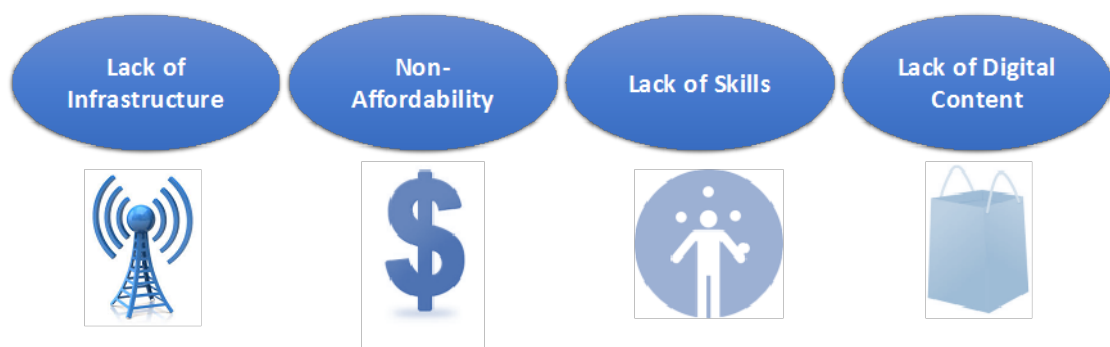 Lack of
Infrastructure
Non-
Affordability
Lack of Skills
Lack of Digital
Content